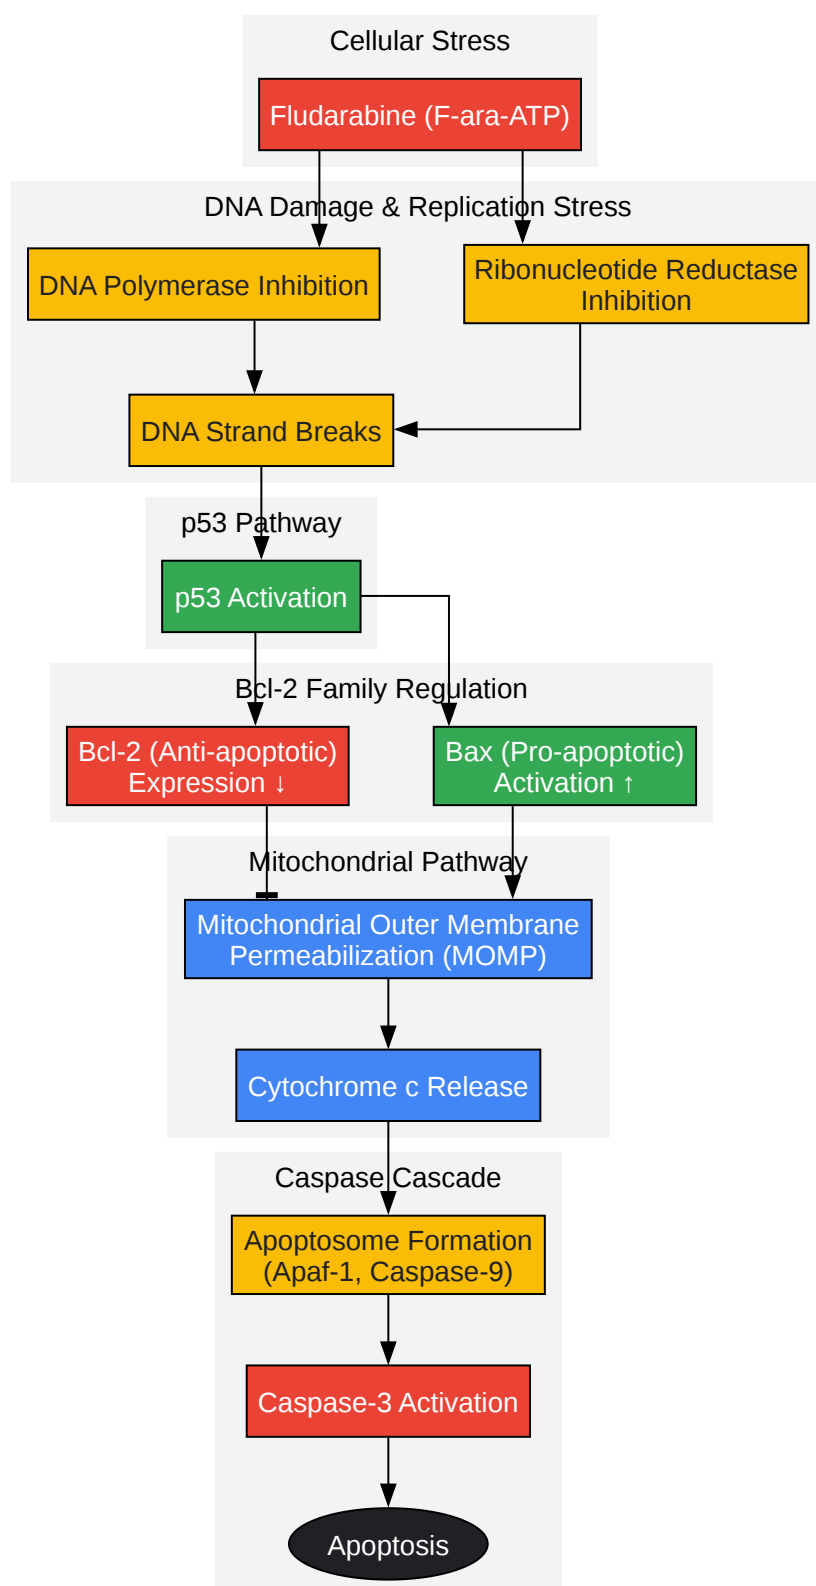 Cellular Stress
Fludarabine (F-ara-ATP)
DNA Damage & Replication Stress
DNA Polymerase Inhibition
Ribonucleotide Reductase
Inhibition
DNA Strand Breaks
p53 Pathway
p53 Activation
Bcl-2 Family Regulation
Bcl-2 (Anti-apoptotic)
Expression ↓
Bax (Pro-apoptotic)
Activation ↑
Mitochondrial Pathway
Mitochondrial Outer Membrane
Permeabilization (MOMP)
Cytochrome c Release
Caspase Cascade
Apoptosome Formation
(Apaf-1, Caspase-9)
Caspase-3 Activation
Apoptosis